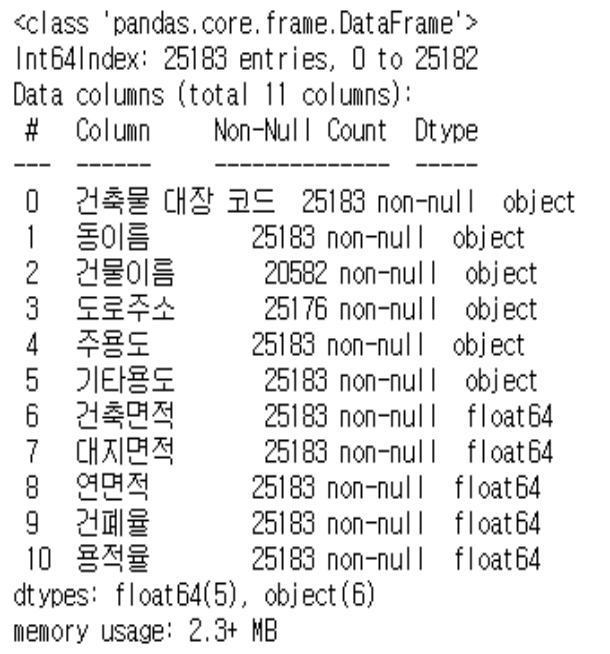 <class 'pandas.core.frame.DataFrame'>
Int64Index: 25183 entries, 0 to 25182
Data columns (total 11 columns):
 #   Column     Non-Null Count  Dtype
---  ------     --------------  -----
 0   건축물 대장 코드  25183 non-null  object
 1   동이름        25183 non-null  object
 2   건물이름       20582 non-null  object
 3   도로주소       25176 non-null  object
 4   주용도        25183 non-null  object
 5   기타용도       25183 non-null  object
 6   건축면적       25183 non-null  float64
 7   대지면적       25183 non-null  float64
 8   연면적        25183 non-null  float64
 9   건폐율        25183 non-null  float64
 10  용적율        25183 non-null  float64
dtypes: float64(5), object(6)
memory usage: 2.3+ MB